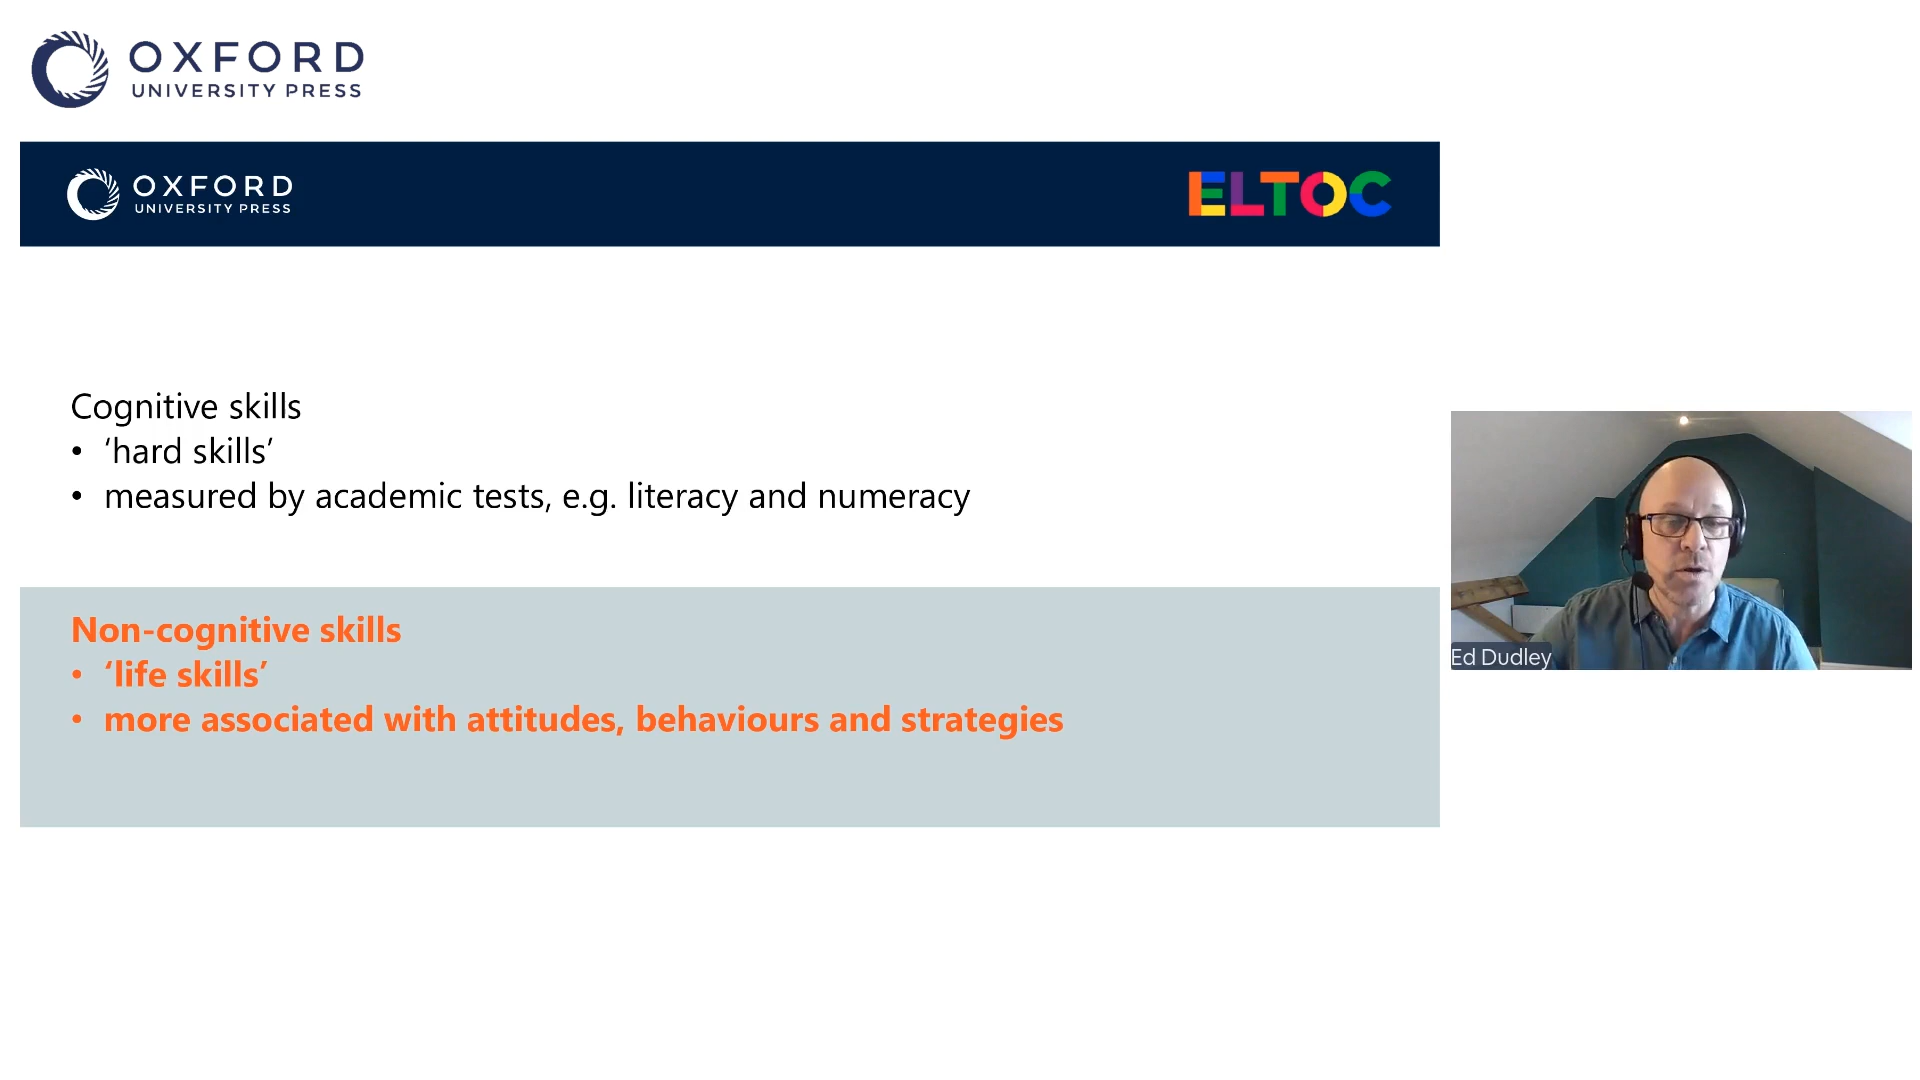 OXFORD
UNIVERSITY PRESS
OXFORD
UNIVERSITY PRESS
ELTOC
Cognitive skills
• ‘hard skills’
• measured by academic tests, e.g. literacy and numeracy
Non-cognitive skills
• ‘life skills’
• more associated with attitudes, behaviours and strategies
Ed Dudley